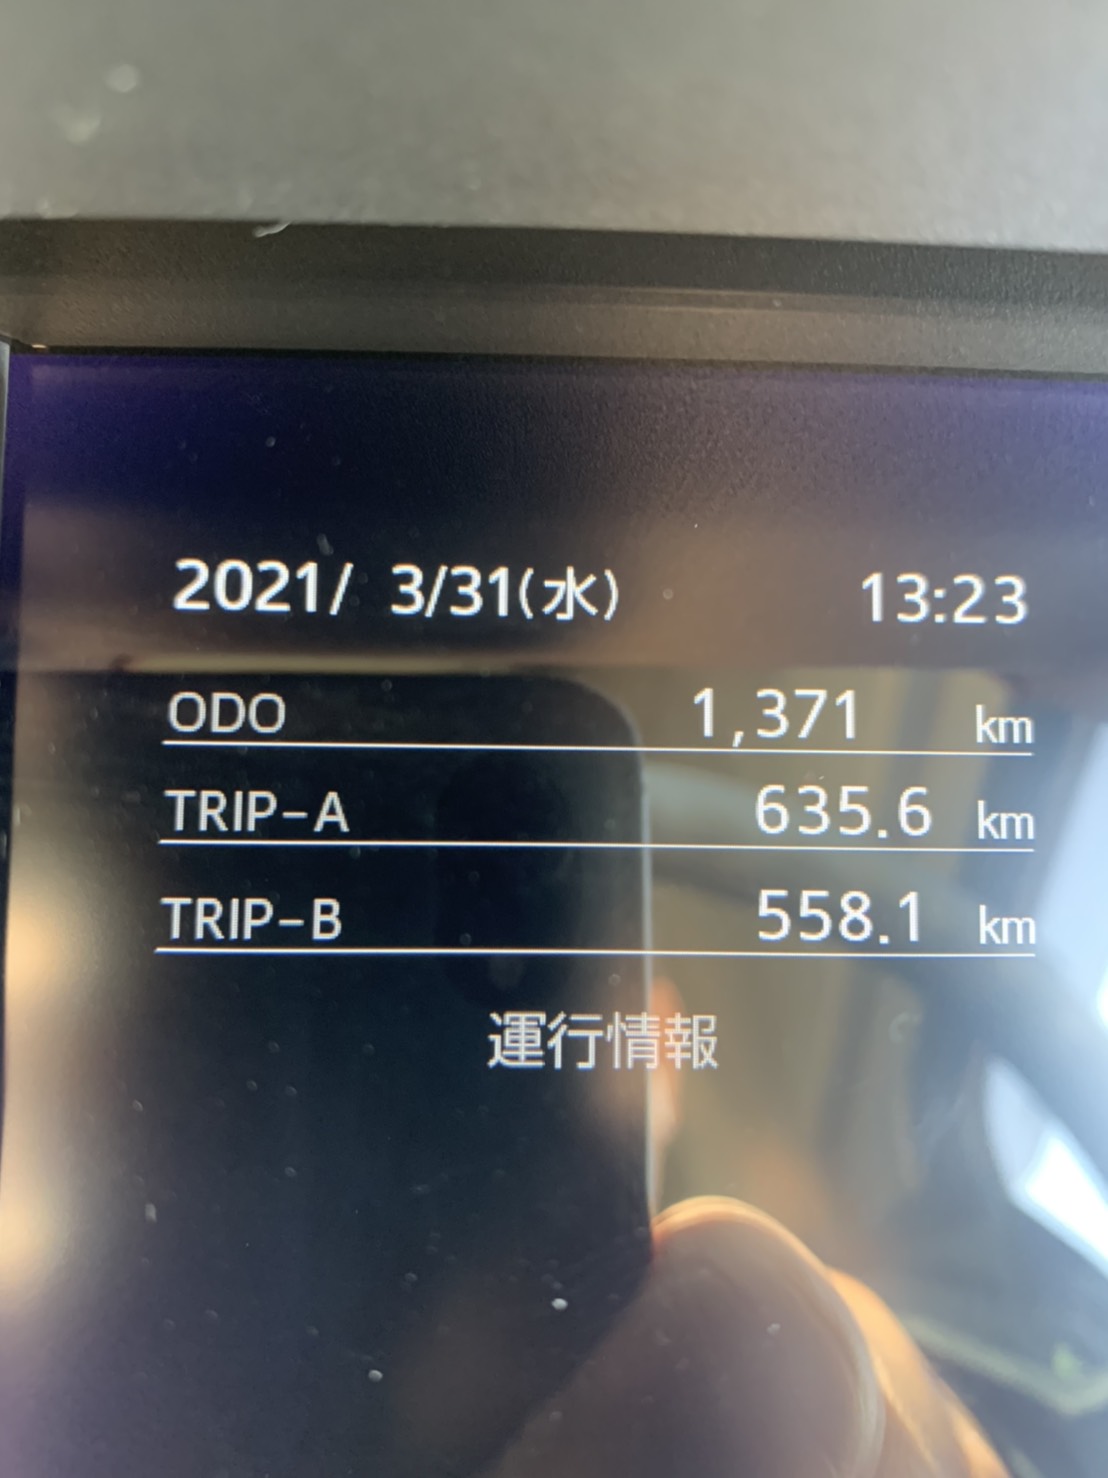 2021/ 3/31(水) 13:23
ODO 1,371 km
TRIP-A 635.6 km
TRIP-B 558.1 km
運行情報